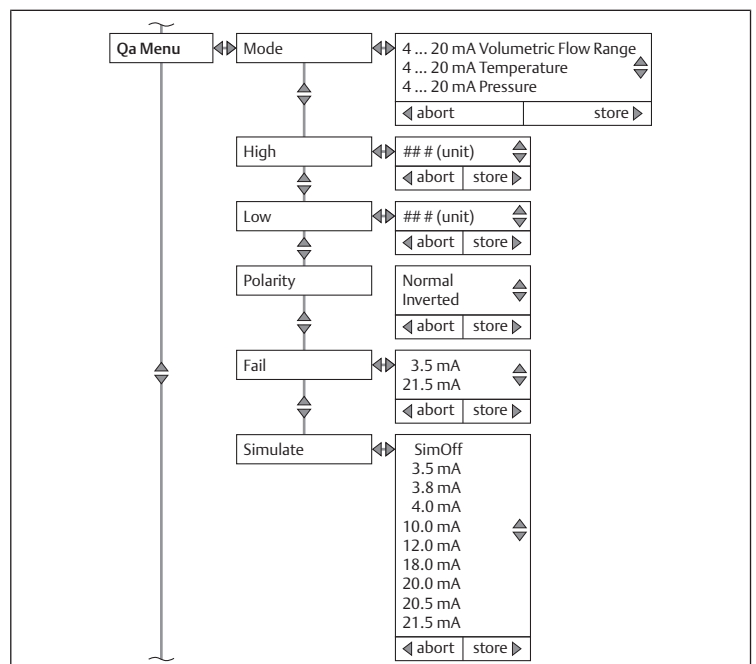 Qa Menu
Mode
4 ... 20 mA Volumetric Flow Range
4 ... 20 mA Temperature
4 ... 20 mA Pressure
abort store
High
## # (unit)
abort store
Low
## # (unit)
abort store
Polarity
Normal
Inverted
abort store
Fail
3.5 mA
21.5 mA
abort store
Simulate
SimOff
3.5 mA
3.8 mA
4.0 mA
10.0 mA
12.0 mA
18.0 mA
20.0 mA
20.5 mA
21.5 mA
abort store